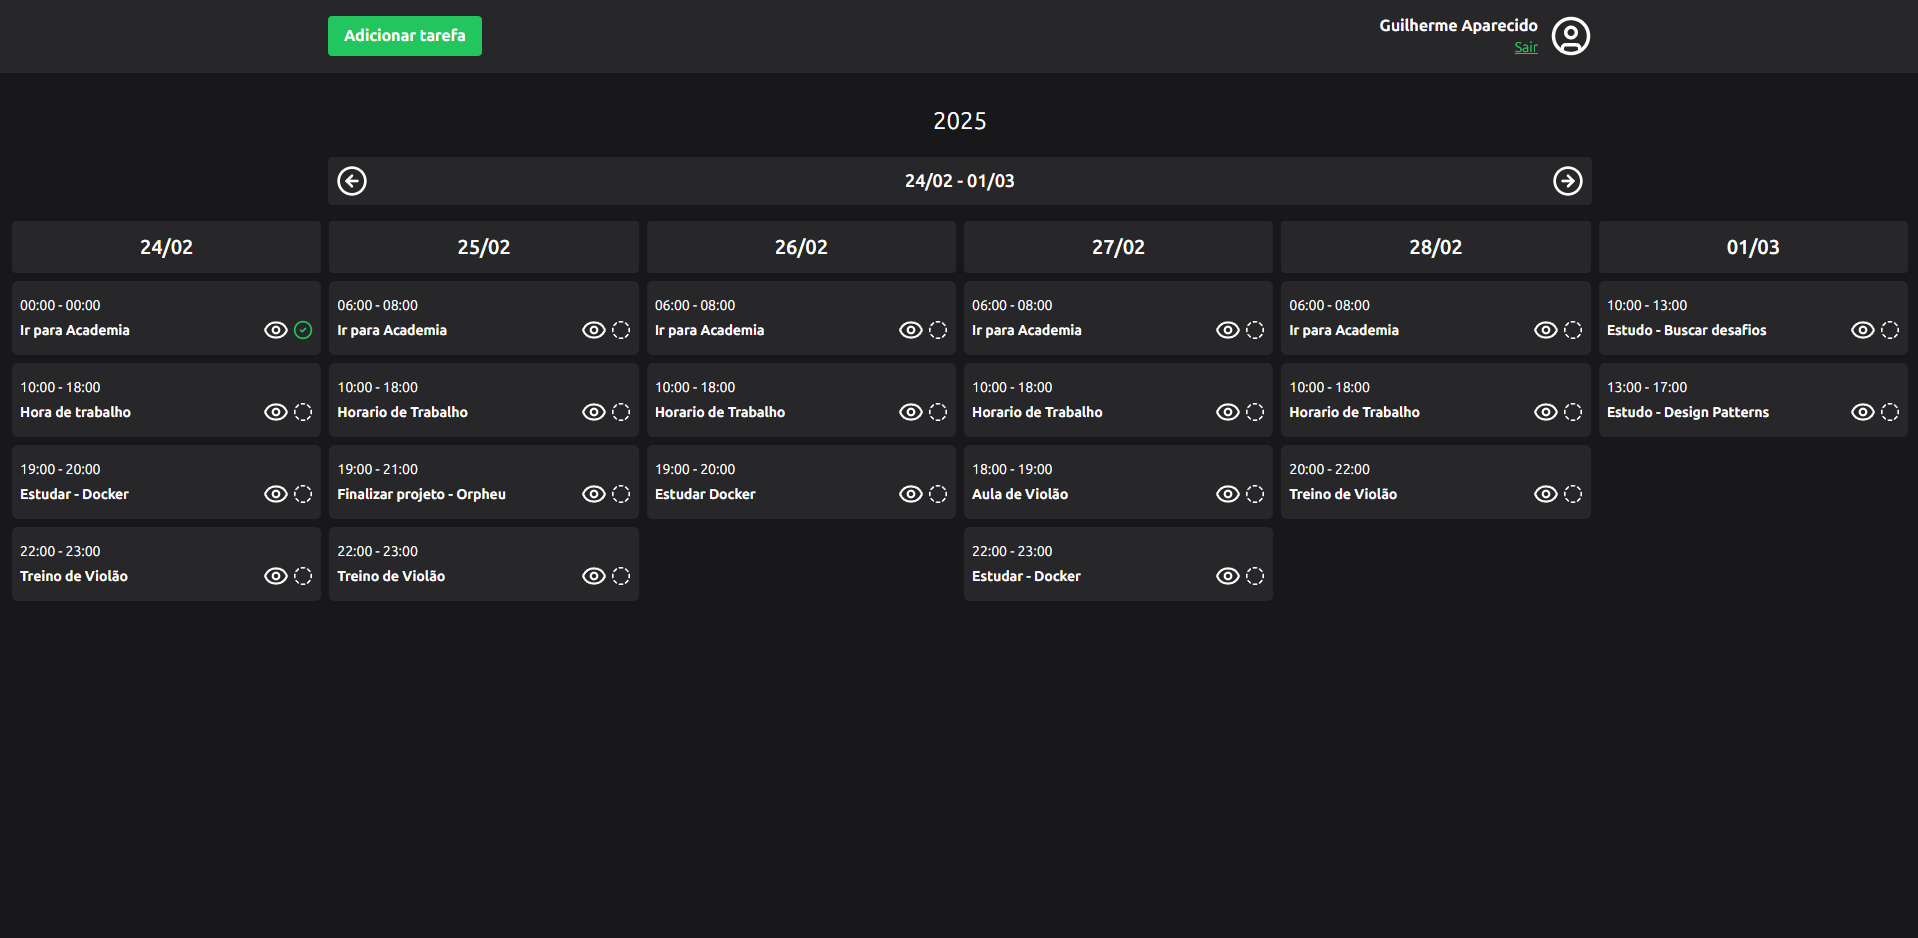 Adicionar tarefa
Guilherme Aparecido
Sair
2025
24/02 - 01/03
24/02
00:00 - 00:00
Ir para Academia
10:00 - 18:00
Hora de trabalho
19:00 - 20:00
Estudar - Docker
22:00 - 23:00
Treino de Violão
25/02
06:00 - 08:00
Ir para Academia
10:00 - 18:00
Horario de Trabalho
19:00 - 21:00
Finalizar projeto - Orpheu
22:00 - 23:00
Treino de Violão
26/02
06:00 - 08:00
Ir para Academia
10:00 - 18:00
Horario de Trabalho
19:00 - 20:00
Estudar Docker
27/02
06:00 - 08:00
Ir para Academia
10:00 - 18:00
Horario de Trabalho
18:00 - 19:00
Aula de Violão
22:00 - 23:00
Estudar - Docker
28/02
06:00 - 08:00
Ir para Academia
10:00 - 18:00
Horario de Trabalho
20:00 - 22:00
Treino de Violão
01/03
10:00 - 13:00
Estudo - Buscar desafios
13:00 - 17:00
Estudo - Design Patterns